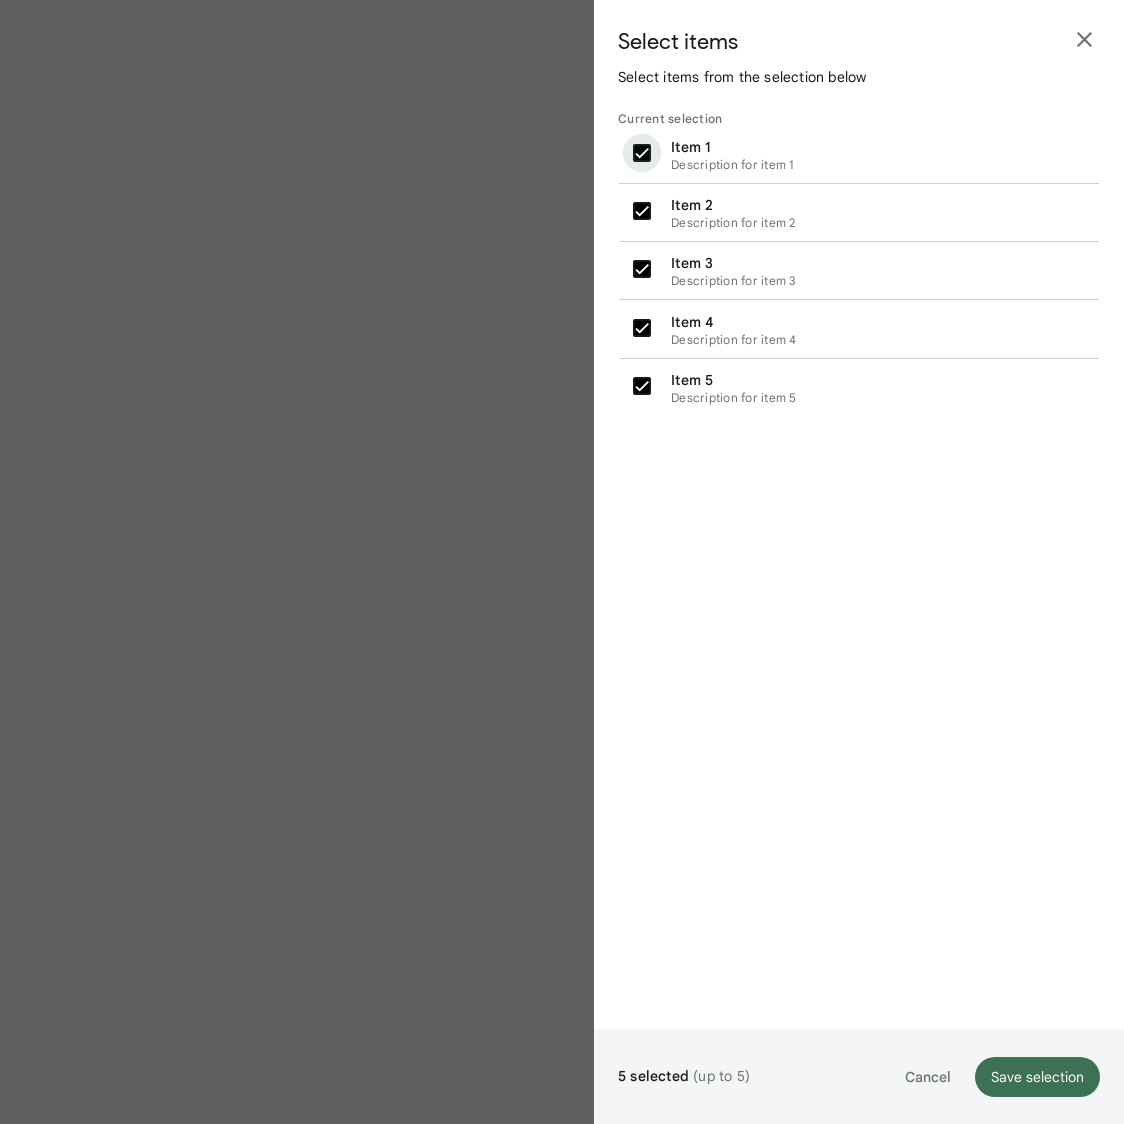 Select items
Select items from the selection below
Current selection
Item 1
Description for item 1
Item 2
Description for item 2
Item 3
Description for item 3
Item 4
Description for item 4
Item 5
Description for item 5
5 selected (up to 5)
Cancel
Save selection